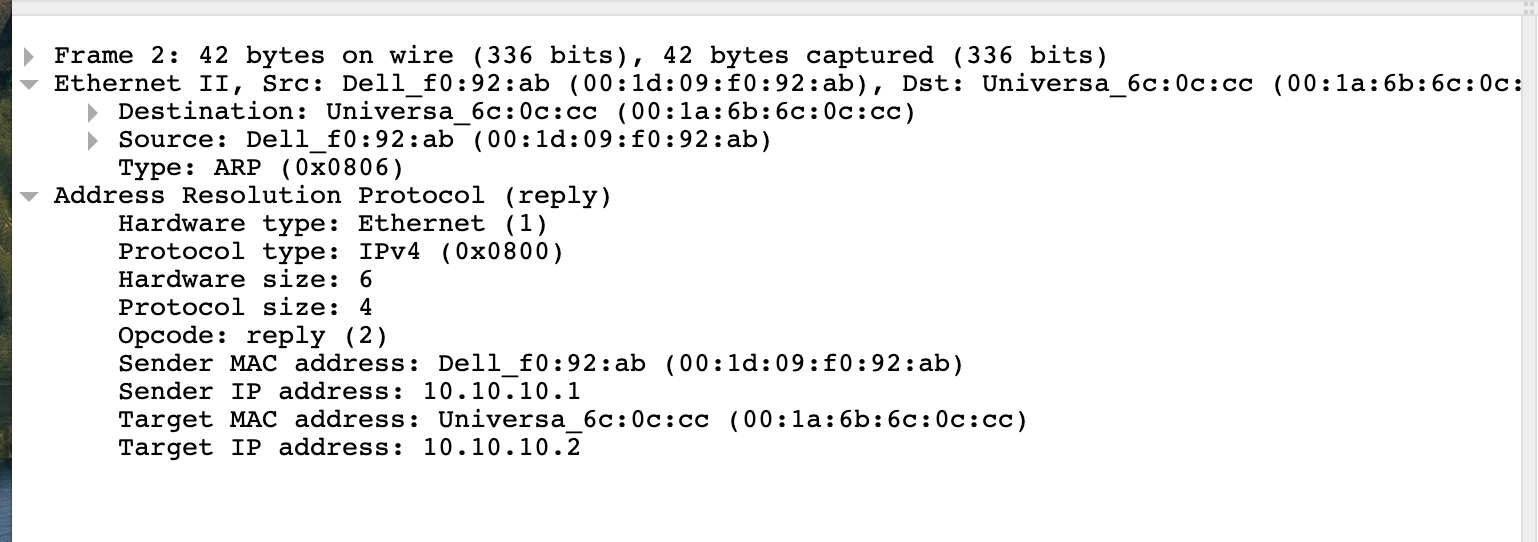 Frame 2: 42 bytes on wire (336 bits), 42 bytes captured (336 bits)
Ethernet II, Src: Dell_f0:92:ab (00:1d:09:f0:92:ab), Dst: Universa_6c:0c:cc (00:1a:6b:6c:0c:
Destination: Universa_6c:0c:cc (00:1a:6b:6c:0c:cc)
Source: Dell_f0:92:ab (00:1d:09:f0:92:ab)
Type: ARP (0x0806)
Address Resolution Protocol (reply)
Hardware type: Ethernet (1)
Protocol type: IPv4 (0x0800)
Hardware size: 6
Protocol size: 4
Opcode: reply (2)
Sender MAC address: Dell_f0:92:ab (00:1d:09:f0:92:ab)
Sender IP address: 10.10.10.1
Target MAC address: Universa_6c:0c:cc (00:1a:6b:6c:0c:cc)
Target IP address: 10.10.10.2